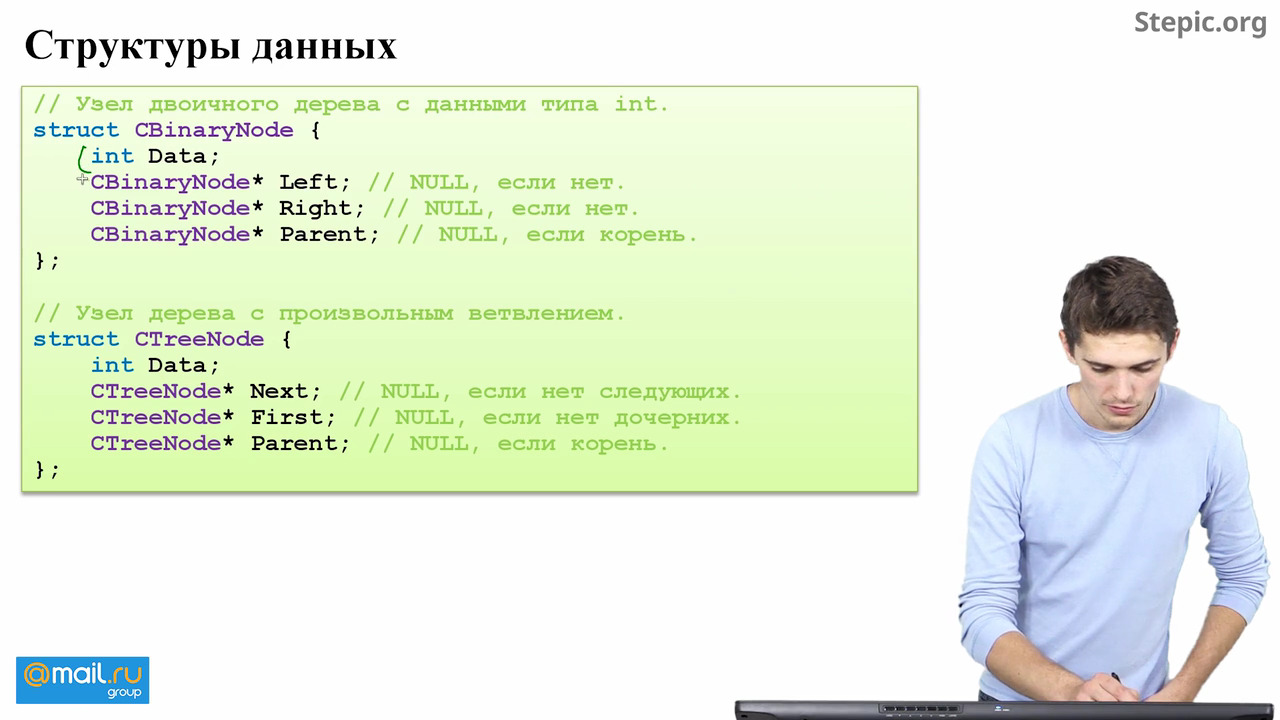 Stepic.org
Структуры данных
// Узел двоичного дерева с данными типа int.
struct CBinaryNode {
    int Data;
    CBinaryNode* Left; // NULL, если нет.
    CBinaryNode* Right; // NULL, если нет.
    CBinaryNode* Parent; // NULL, если корень.
};
// Узел дерева с произвольным ветвлением.
struct CTreeNode {
    int Data;
    CTreeNode* Next; // NULL, если нет следующих.
    CTreeNode* First; // NULL, если нет дочерних.
    CTreeNode* Parent; // NULL, если корень.
};
@mail.ru
group